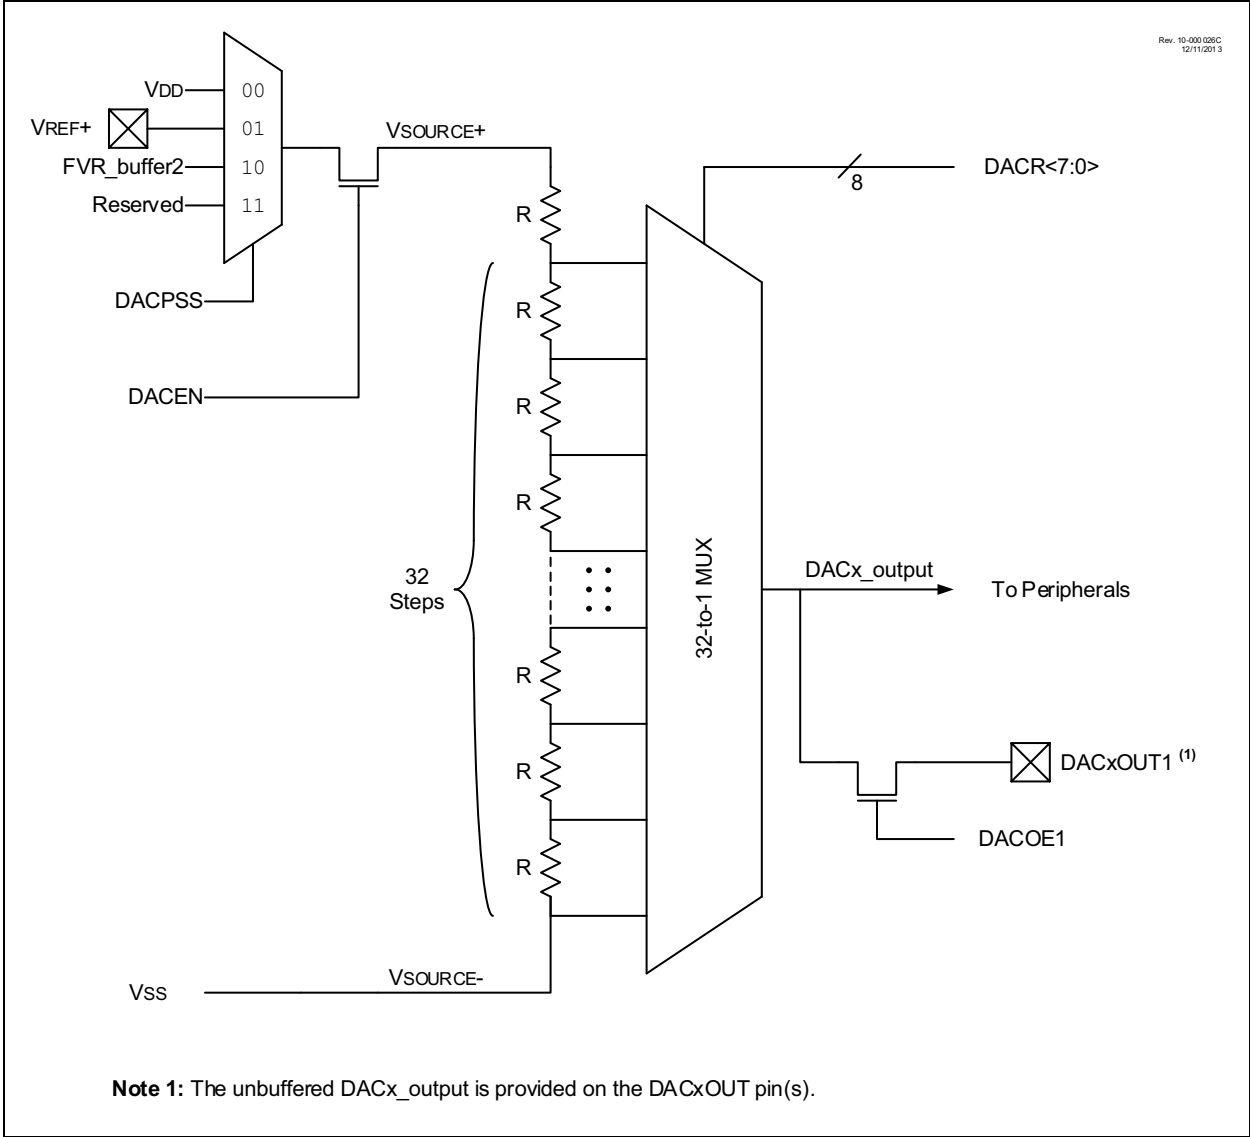 Rev. 10-000 026C
12/11/201 3
VDD
00
VREF+
01
VSOURCE+
FVR_buffer2
10
DACR<7:0>
8
Reserved
11
R
DACPSS
R
DACEN
R
R
32
Steps
32-to-1 MUX
DACx_output
To Peripherals
R
R
DACxOUT1 (1)
DACOE1
R
VSOURCE-
VSS
Note 1: The unbuffered DACx_output is provided on the DACxOUT pin(s).